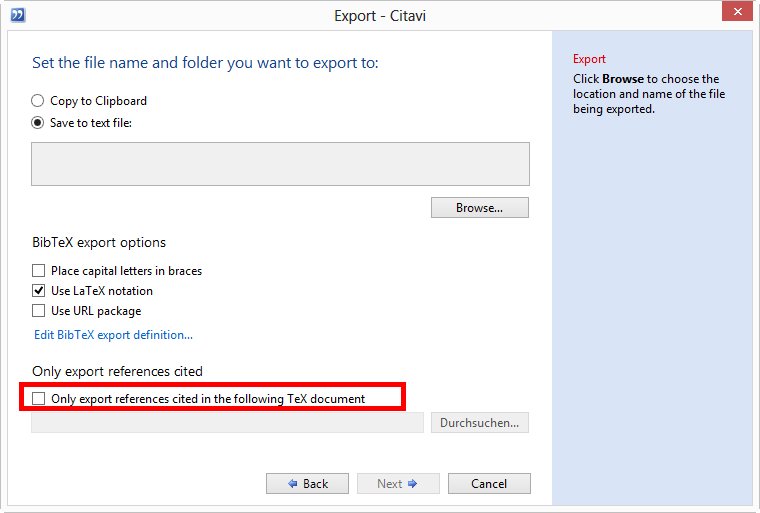 Export - Citavi
Set the file name and folder you want to export to:
Copy to Clipboard
Save to text file:
Browse...
BibTeX export options
Place capital letters in braces
Use LaTeX notation
Use URL package
Edit BibTeX export definition...
Only export references cited
Only export references cited in the following TeX document
Durchsuchen...
Back
Next
Cancel
Export
Click Browse to choose the
location and name of the file
being exported.